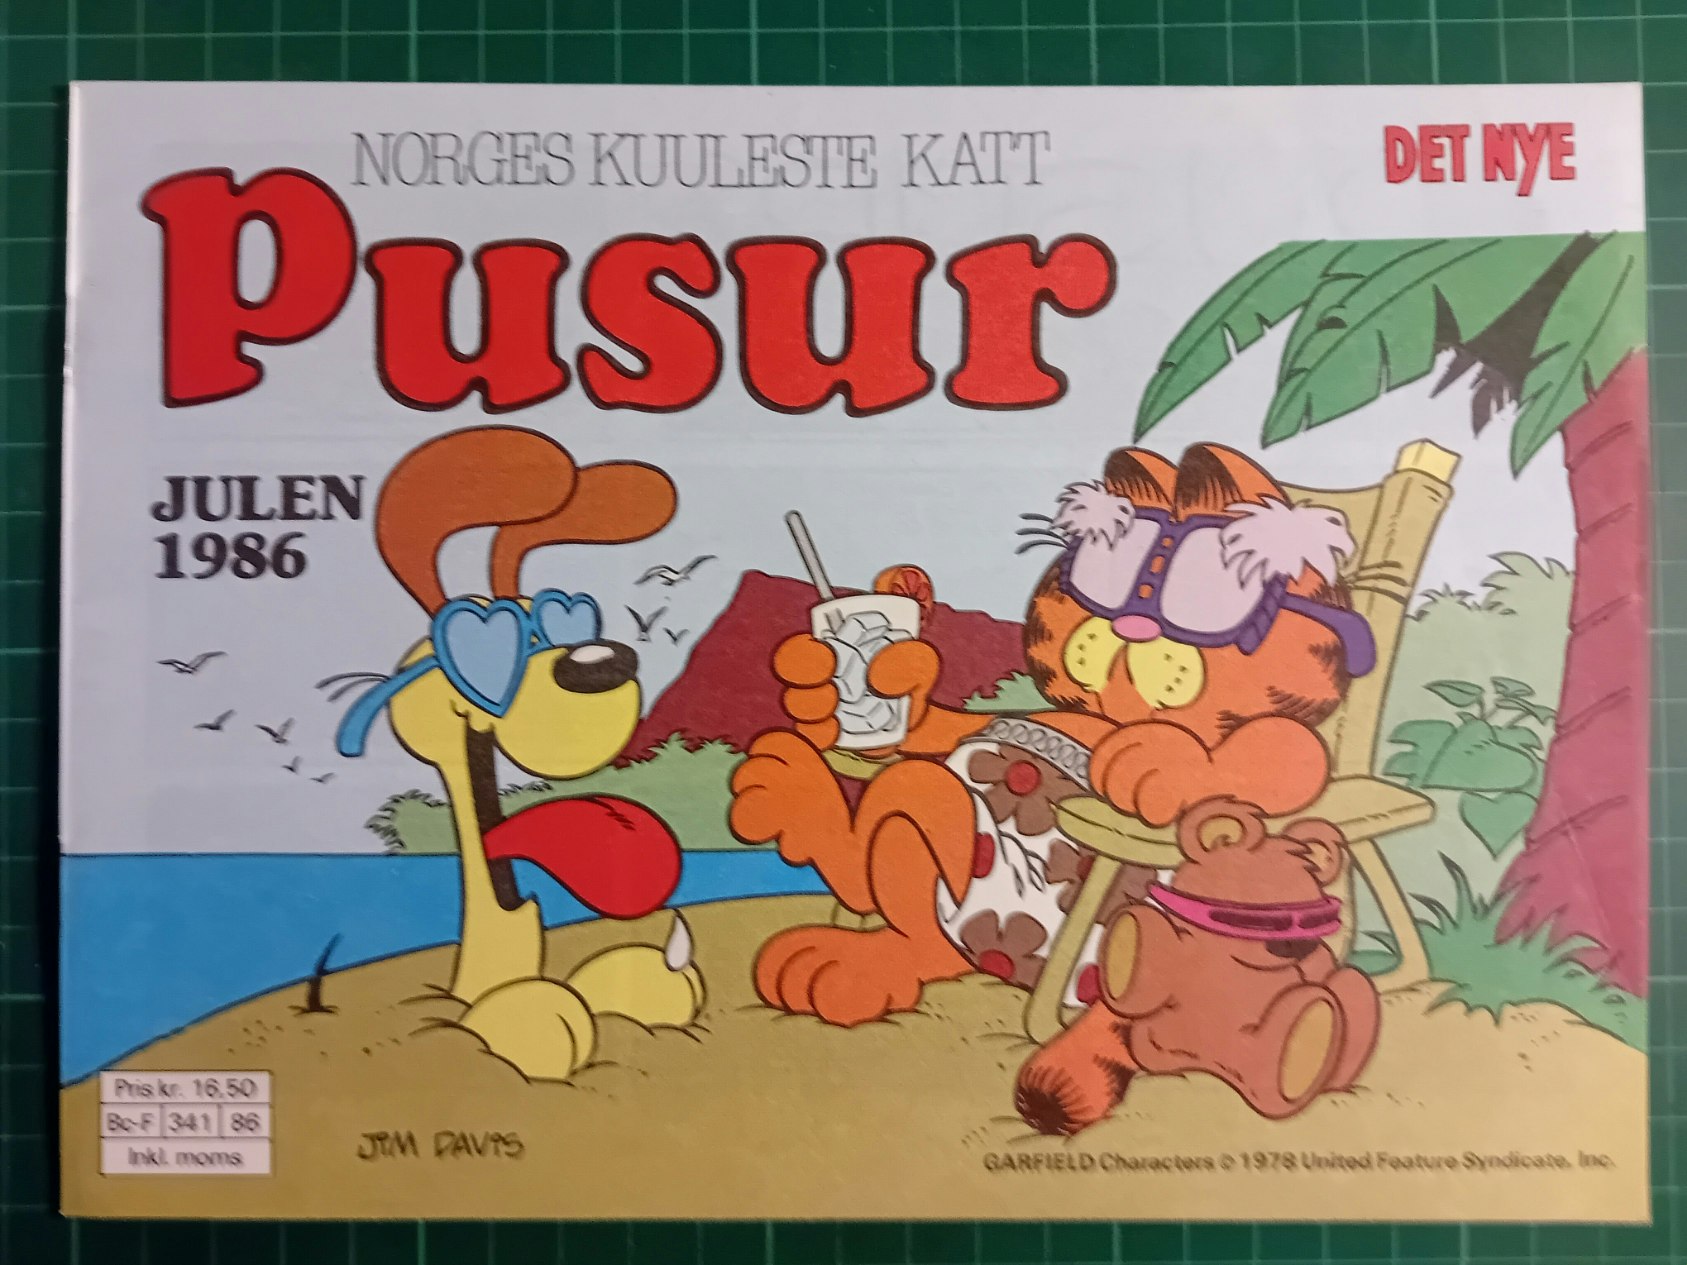 NORGES KUULESTE KATT
DET NYE
Pusur
JULEN
1986
Pris kr. 16,50
Bc-F 341 86
Inkl. moms
JIM DAVIS
GARFIELD Characters © 1978 United Feature Syndicate, Inc.